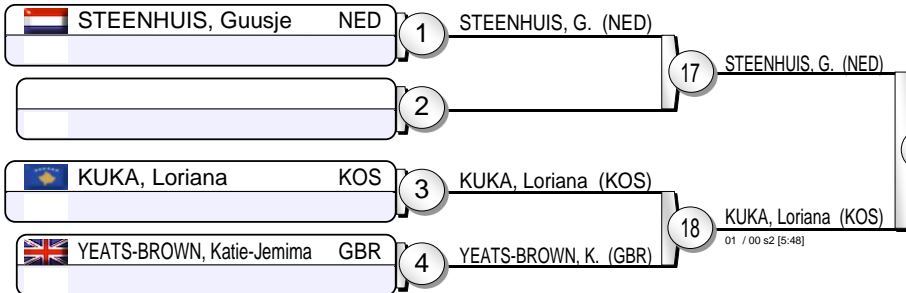 STEENHUIS, Guusje NED
1
STEENHUIS, G. (NED)
17
STEENHUIS, G. (NED)
2
KUKA, Loriana KOS
3
KUKA, Loriana (KOS)
18
KUKA, Loriana (KOS)
01 / 00 s2 [5:48]
YEATS-BROWN, Katie-Jemima GBR
4
YEATS-BROWN, K. (GBR)